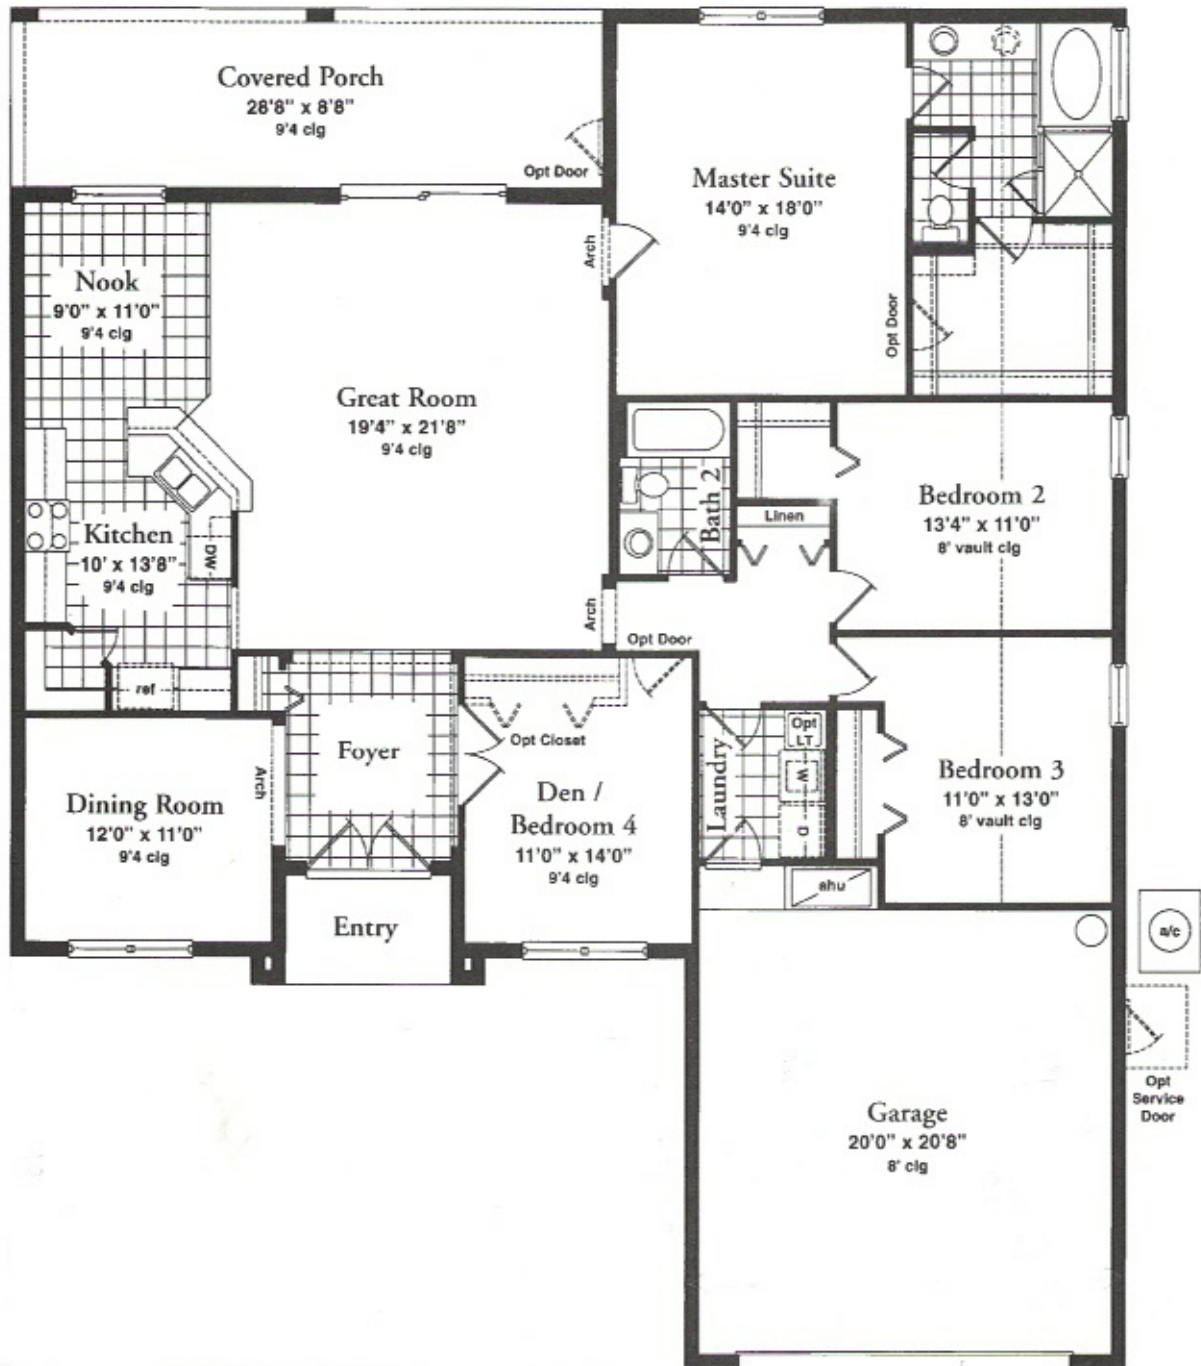 Covered Porch
28'8" x 8'8"
9'4 clg
Opt Door
Master Suite
14'0" x 18'0"
9'4 clg
Arch
Opt Door
Nook
9'0" x 11'0"
9'4 clg
Great Room
19'4" x 21'8"
9'4 clg
Kitchen
10' x 13'8"
9'4 clg
DW
ref
Bath 2
Linen
Bedroom 2
13'4" x 11'0"
8' vault clg
Arch
Opt Door
Foyer
Arch
Dining Room
12'0" x 11'0"
9'4 clg
Opt Closet
Den /
Bedroom 4
11'0" x 14'0"
9'4 clg
Laundry
Opt
LT
W
D
Bedroom 3
11'0" x 13'0"
8' vault clg
ahu
Entry
a/c
Opt
Service
Door
Garage
20'0" x 20'8"
8' clg